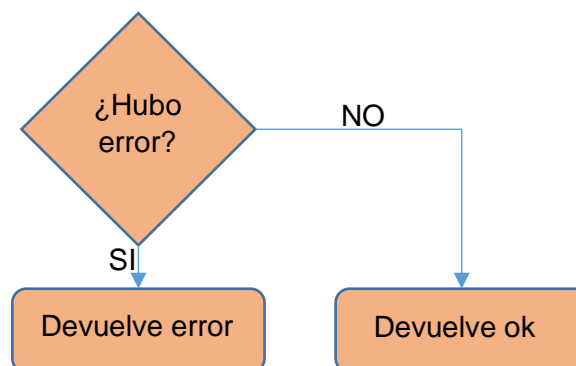 ¿Hubo
error?
NO
SI
Devuelve error
Devuelve ok